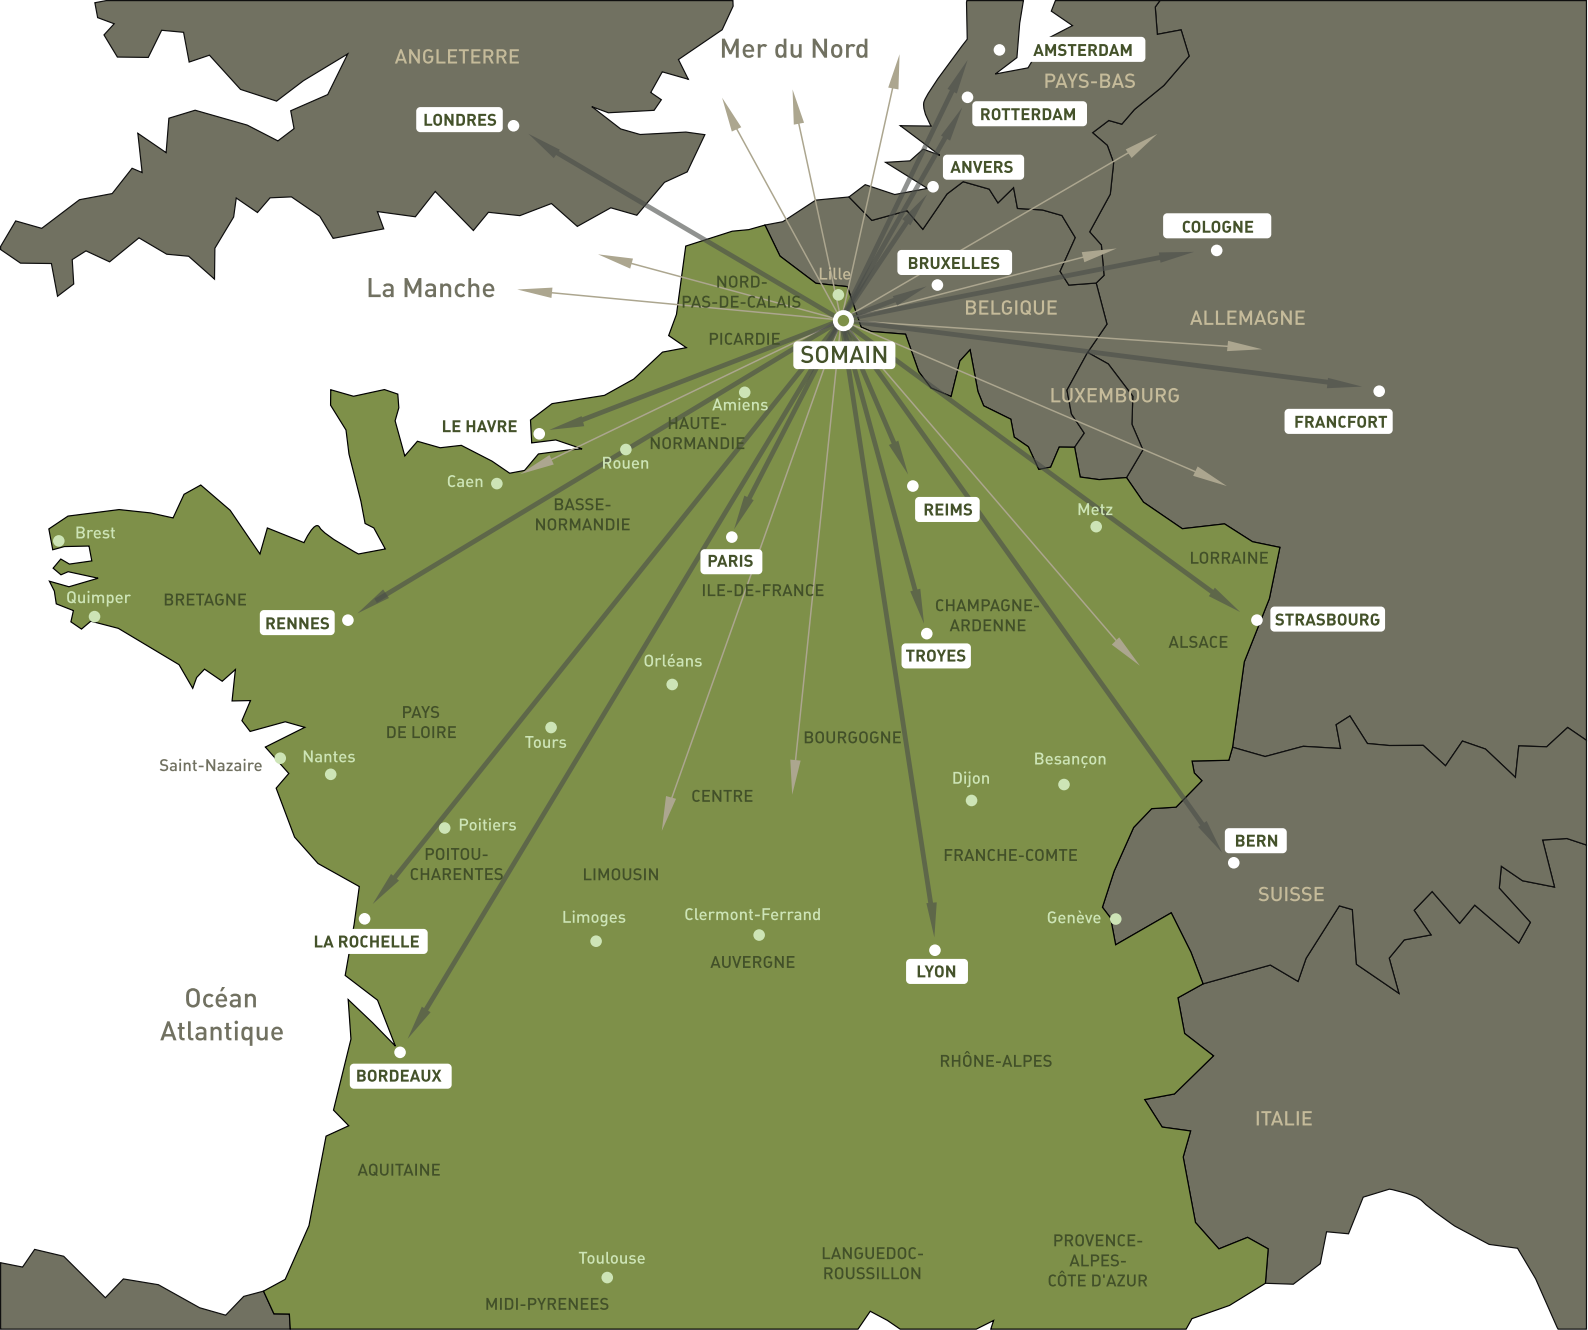 Mer du Nord
ANGLETERRE
AMSTERDAM
PAYS-BAS
LONDRES
ROTTERDAM
ANVERS
COLOGNE
BRUXELLES
Lille
La Manche
NORD-
PAS-DE-CALAIS
BELGIQUE
ALLEMAGNE
PICARDIE
SOMAIN
LUXEMBOURG
Amiens
FRANCFORT
LE HAVRE
HAUTE-
NORMANDIE
Rouen
Caen
BASSE-
NORMANDIE
REIMS
Metz
Brest
PARIS
LORRAINE
Quimper
BRETAGNE
ILE-DE-FRANCE
RENNES
CHAMPAGNE-
ARDENNE
STRASBOURG
ALSACE
TROYES
Orléans
PAYS
DE LOIRE
Tours
BOURGOGNE
Saint-Nazaire
Nantes
Besançon
Dijon
CENTRE
Poitiers
BERN
POITOU-
CHARENTES
FRANCHE-COMTE
LIMOUSIN
SUISSE
Limoges
Clermont-Ferrand
Genève
LA ROCHELLE
AUVERGNE
LYON
Océan
Atlantique
BORDEAUX
RHÔNE-ALPES
ITALIE
AQUITAINE
Toulouse
LANGUEDOC-
ROUSSILLON
PROVENCE-
ALPES-
CÔTE D'AZUR
MIDI-PYRENEES